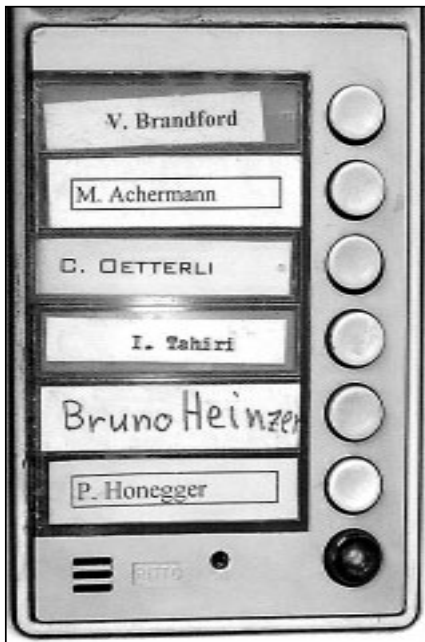 V. Brandford
M. Achermann
C. OETTERLI
I. Tahiri
Bruno Heinzer
P. Honegger